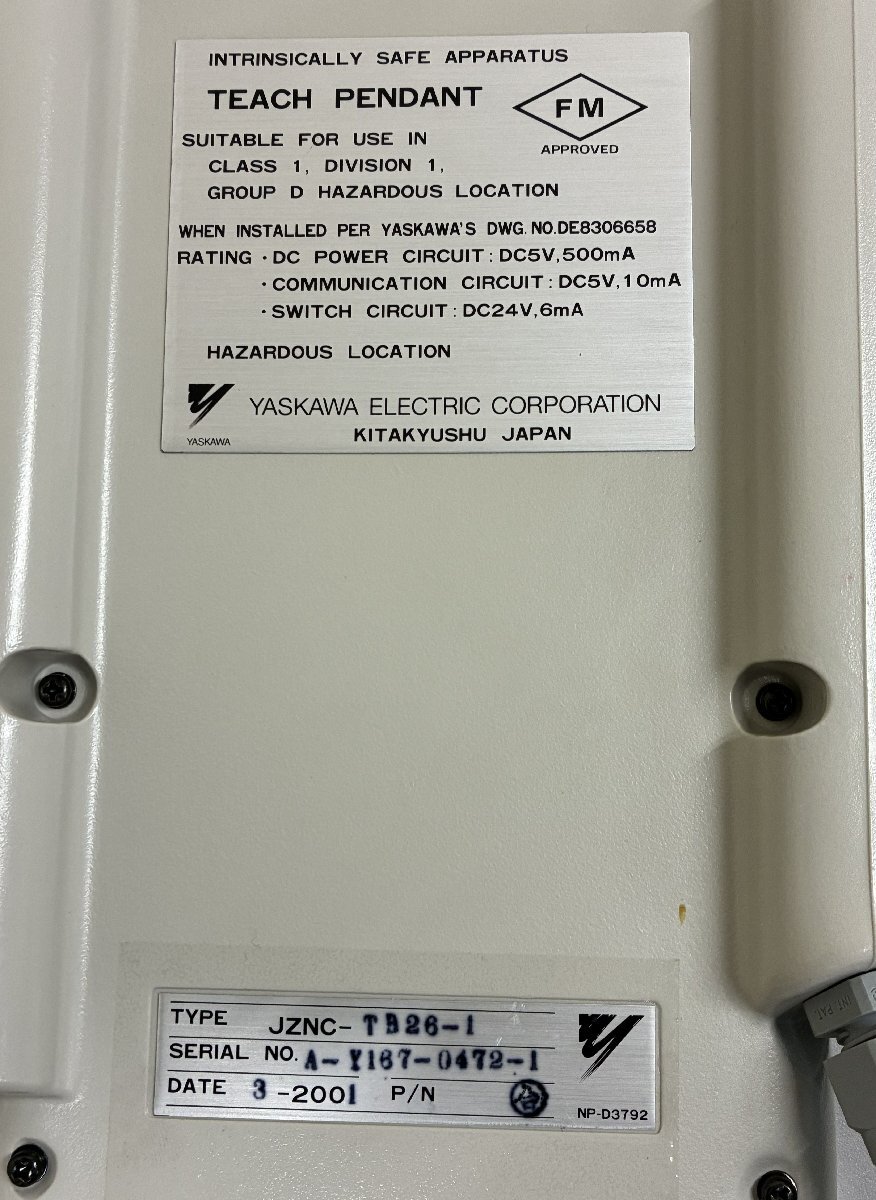 INTRINSICALLY SAFE APPARATUS
TEACH PENDANT
FM
APPROVED
SUITABLE FOR USE IN
CLASS 1, DIVISION 1,
GROUP D HAZARDOUS LOCATION
WHEN INSTALLED PER YASKAWA'S DWG. NO.DE8306658
RATING・DC POWER CIRCUIT : DC5V, 500mA
・COMMUNICATION CIRCUIT : DC5V, 10mA
・SWITCH CIRCUIT : DC24V, 6mA
HAZARDOUS LOCATION
YASKAWA
YASKAWA ELECTRIC CORPORATION
KITAKYUSHU JAPAN
INT. PAT.
TYPE JZNC-TB26-1
SERIAL NO. A-Y167-0472-1
DATE 3-2001 P/N
NP-D3792